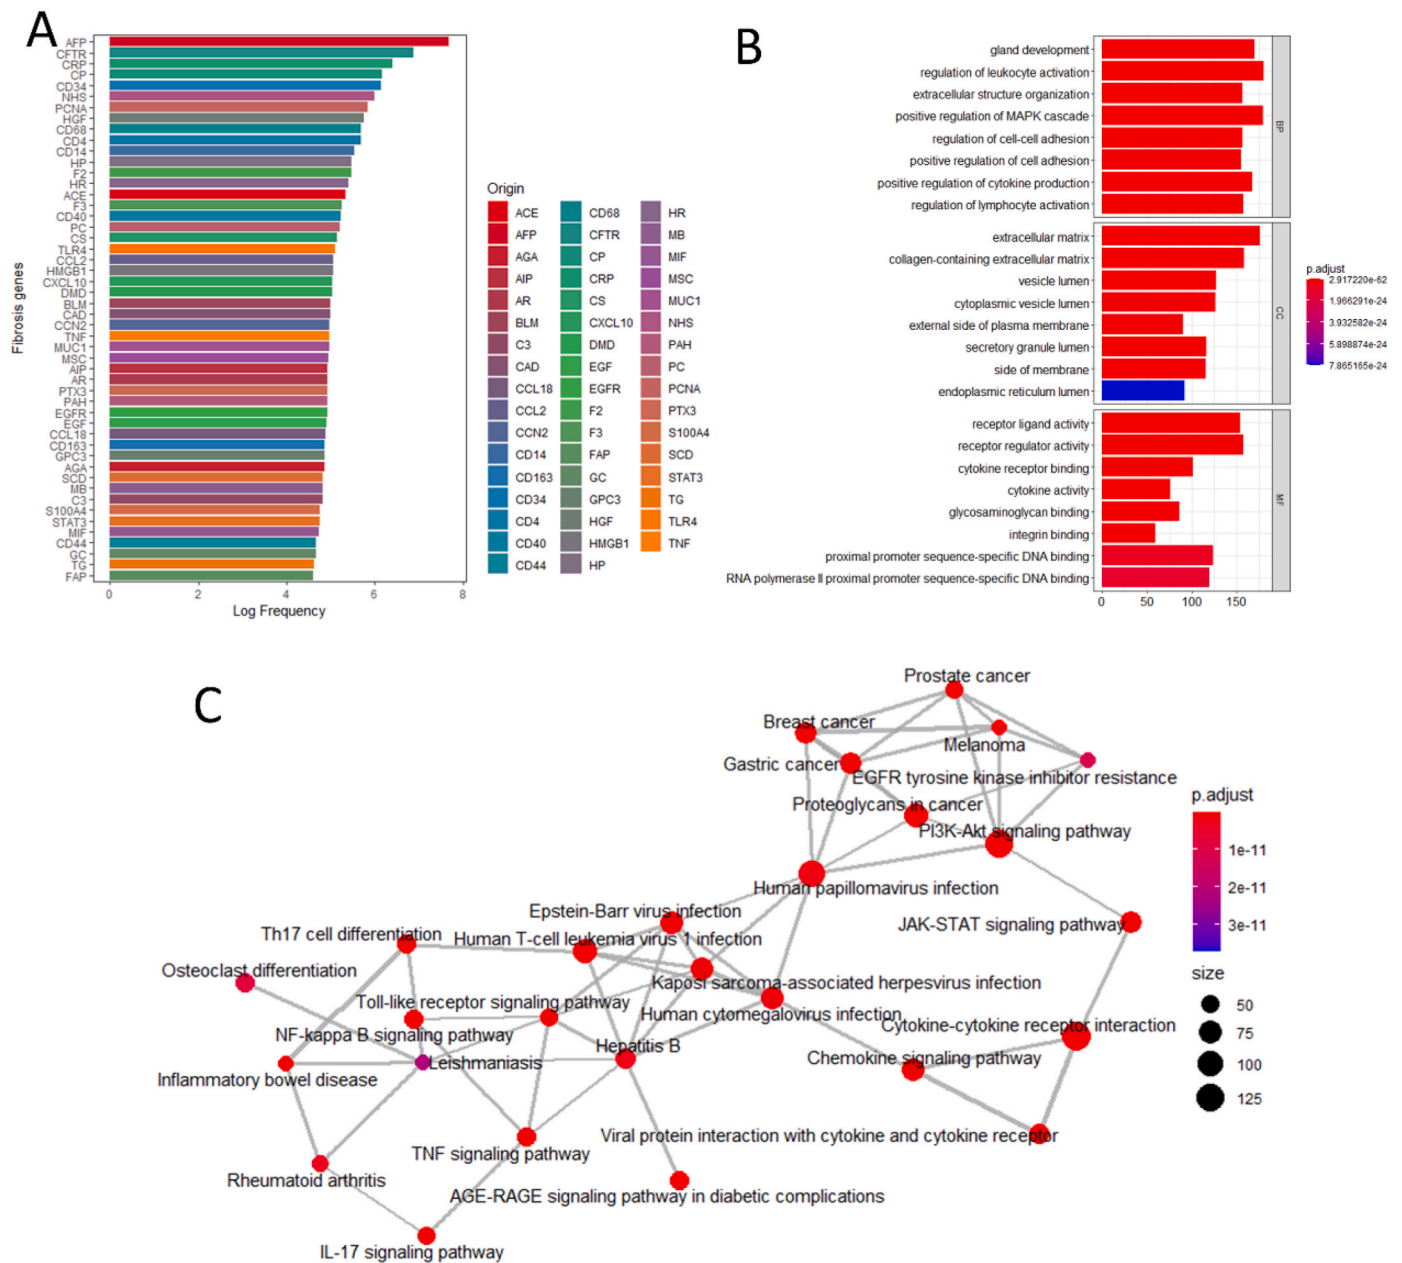 A
AFP
CFTR
CRP
CP
CD34
NHS
PCNA
HGF
CD68
CD4
CD14
HP
F2
HR
ACE
F3
CD40
PC
CS
TLR4
CCL2
HMGB1
CXCL10
DMD
BLM
CAD
CCN2
TNF
MUC1
MSC
AIP
AR
PTX3
PAH
EGFR
EGF
CCL18
CD163
GPC3
AGA
SCD
MB
C3
S100A4
STAT3
MIF
CD44
GC
TG
FAP
Fibrosis genes
0 2 4 6 8
Log Frequency
Origin
ACE
AFP
AGA
AIP
AR
BLM
C3
CAD
CCL18
CCL2
CCN2
CD14
CD163
CD34
CD4
CD40
CD44
CD68
CFTR
CP
CRP
CS
CXCL10
DMD
EGF
EGFR
F2
F3
FAP
GC
GPC3
HGF
HMGB1
HP
HR
MB
MIF
MSC
MUC1
NHS
PAH
PC
PCNA
PTX3
S100A4
SCD
STAT3
TG
TLR4
TNF
B
gland development
regulation of leukocyte activation
extracellular structure organization
positive regulation of MAPK cascade
regulation of cell-cell adhesion
positive regulation of cell adhesion
positive regulation of cytokine production
regulation of lymphocyte activation
BP
extracellular matrix
collagen-containing extracellular matrix
vesicle lumen
cytoplasmic vesicle lumen
external side of plasma membrane
secretory granule lumen
side of membrane
endoplasmic reticulum lumen
CC
receptor ligand activity
receptor regulator activity
cytokine receptor binding
cytokine activity
glycosaminoglycan binding
integrin binding
proximal promoter sequence-specific DNA binding
RNA polymerase II proximal promoter sequence-specific DNA binding
MF
0 50 100 150
p.adjust
2.917220e-62
1.966291e-24
3.932582e-24
5.898874e-24
7.865165e-24
C
Prostate cancer
Breast cancer
Melanoma
Gastric cancer
EGFR tyrosine kinase inhibitor resistance
Proteoglycans in cancer
PI3K-Akt signaling pathway
Human papillomavirus infection
Epstein-Barr virus infection
JAK-STAT signaling pathway
Th17 cell differentiation
Human T-cell leukemia virus 1 infection
Osteoclast differentiation
Kaposi sarcoma-associated herpesvirus infection
Toll-like receptor signaling pathway
Human cytomegalovirus infection
Cytokine-cytokine receptor interaction
NF-kappa B signaling pathway
Hepatitis B
Chemokine signaling pathway
Leishmaniasis
Inflammatory bowel disease
Viral protein interaction with cytokine and cytokine receptor
TNF signaling pathway
Rheumatoid arthritis
AGE-RAGE signaling pathway in diabetic complications
IL-17 signaling pathway
p.adjust
1e-11
2e-11
3e-11
size
50
75
100
125